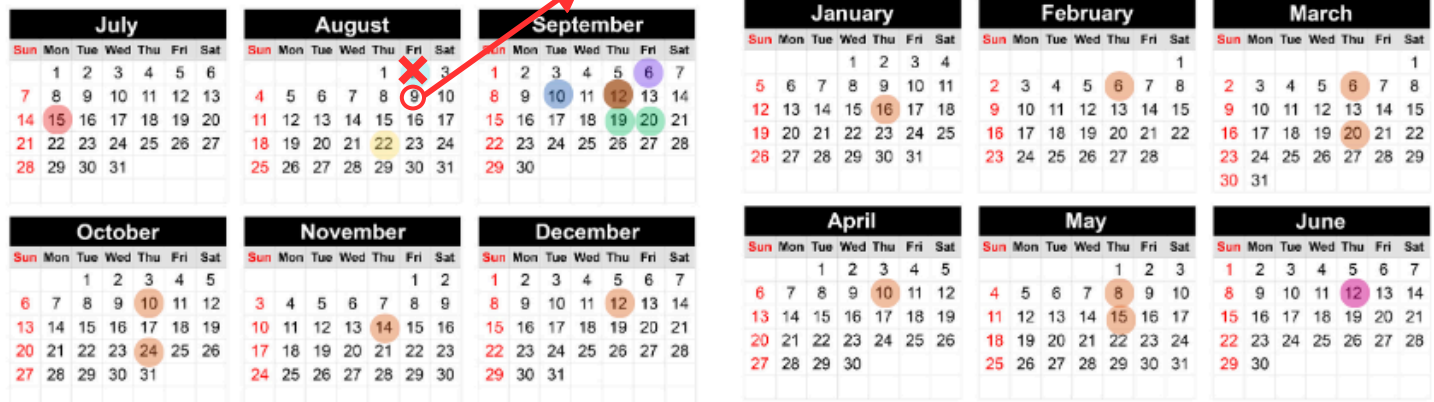 July
Sun Mon Tue Wed Thu Fri Sat
1 2 3 4 5 6
7 8 9 10 11 12 13
14 15 16 17 18 19 20
21 22 23 24 25 26 27
28 29 30 31
August
Sun Mon Tue Wed Thu Fri Sat
1 3
4 5 6 7 8 9 10
11 12 13 14 15 16 17
18 19 20 21 22 23 24
25 26 27 28 29 30 31
September
Sun Mon Tue Wed Thu Fri Sat
1 2 3 4 5 6 7
8 9 10 11 12 13 14
15 16 17 18 19 20 21
22 23 24 25 26 27 28
29 30
January
Sun Mon Tue Wed Thu Fri Sat
1 2 3 4
5 6 7 8 9 10 11
12 13 14 15 16 17 18
19 20 21 22 23 24 25
26 27 28 29 30 31
February
Sun Mon Tue Wed Thu Fri Sat
1
2 3 4 5 6 7 8
9 10 11 12 13 14 15
16 17 18 19 20 21 22
23 24 25 26 27 28
March
Sun Mon Tue Wed Thu Fri Sat
1
2 3 4 5 6 7 8
9 10 11 12 13 14 15
16 17 18 19 20 21 22
23 24 25 26 27 28 29
30 31
October
Sun Mon Tue Wed Thu Fri Sat
1 2 3 4 5
6 7 8 9 10 11 12
13 14 15 16 17 18 19
20 21 22 23 24 25 26
27 28 29 30 31
November
Sun Mon Tue Wed Thu Fri Sat
1 2
3 4 5 6 7 8 9
10 11 12 13 14 15 16
17 18 19 20 21 22 23
24 25 26 27 28 29 30
December
Sun Mon Tue Wed Thu Fri Sat
1 2 3 4 5 6 7
8 9 10 11 12 13 14
15 16 17 18 19 20 21
22 23 24 25 26 27 28
29 30 31
April
Sun Mon Tue Wed Thu Fri Sat
1 2 3 4 5
6 7 8 9 10 11 12
13 14 15 16 17 18 19
20 21 22 23 24 25 26
27 28 29 30
May
Sun Mon Tue Wed Thu Fri Sat
1 2 3
4 5 6 7 8 9 10
11 12 13 14 15 16 17
18 19 20 21 22 23 24
25 26 27 28 29 30 31
June
Sun Mon Tue Wed Thu Fri Sat
1 2 3 4 5 6 7
8 9 10 11 12 13 14
15 16 17 18 19 20 21
22 23 24 25 26 27 28
29 30